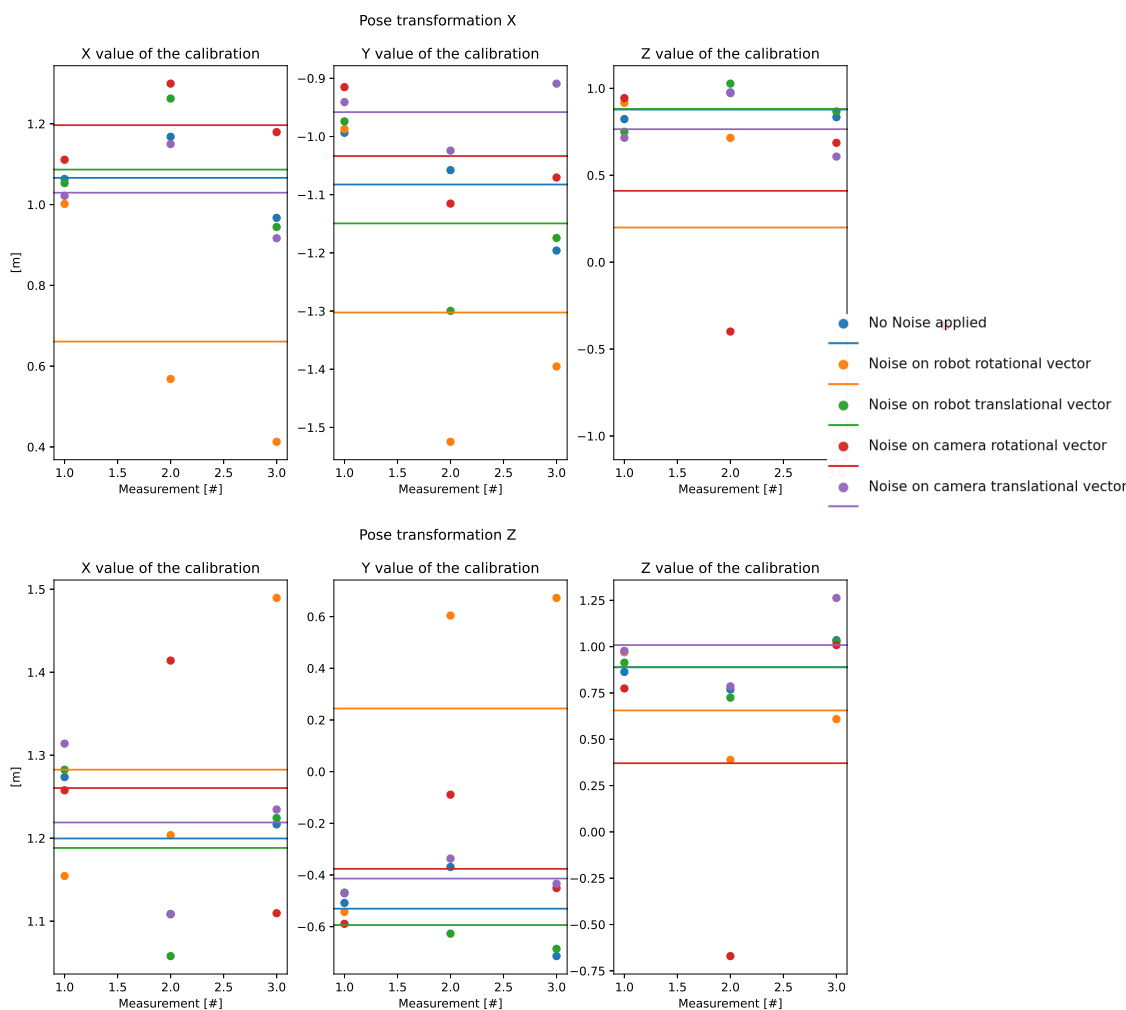 Pose transformation X
X value of the calibration
Y value of the calibration
Z value of the calibration
[m]
1.2
1.0
0.8
0.6
0.4
−0.9
−1.0
−1.1
−1.2
−1.3
−1.4
−1.5
1.0
0.5
0.0
−0.5
−1.0
1.0 1.5 2.0 2.5 3.0
1.0 1.5 2.0 2.5 3.0
1.0 1.5 2.0 2.5
Measurement [#]
Measurement [#]
Measurement [#]
No Noise applied
Noise on robot rotational vector
Noise on robot translational vector
Noise on camera rotational vector
Noise on camera translational vector
Pose transformation Z
X value of the calibration
Y value of the calibration
Z value of the calibration
[m]
1.5
1.4
1.3
1.2
1.1
0.6
0.4
0.2
0.0
−0.2
−0.4
−0.6
1.25
1.00
0.75
0.50
0.25
0.00
−0.25
−0.50
−0.75
1.0 1.5 2.0 2.5 3.0
1.0 1.5 2.0 2.5 3.0
1.0 1.5 2.0 2.5 3.0
Measurement [#]
Measurement [#]
Measurement [#]